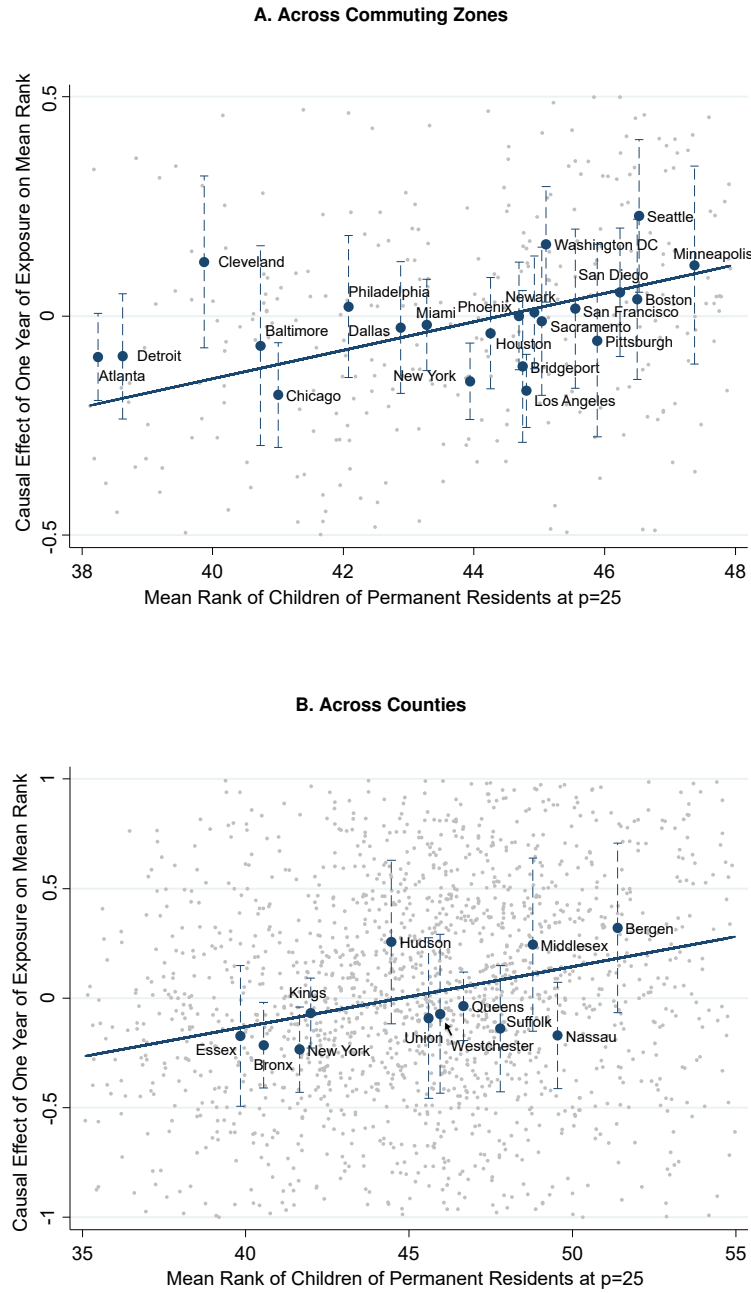 A. Across Commuting Zones
Causal Effect of One Year of Exposure on Mean Rank
0.5
0
-0.5
Seattle
Washington DC
Minneapolis
Cleveland
San Diego
Philadelphia
Newark
Boston
Phoenix
Miami
San Francisco
Baltimore
Dallas
Sacramento
Houston
Pittsburgh
Detroit
Bridgeport
Atlanta
New York
Chicago
Los Angeles
38
40
42
44
46
48
Mean Rank of Children of Permanent Residents at p=25
B. Across Counties
Causal Effect of One Year of Exposure on Mean Rank
1
0.5
0
-0.5
-1
Bergen
Hudson
Middlesex
Kings
Queens
Suffolk
Union
Nassau
Westchester
Essex
New York
Bronx
35
40
45
50
55
Mean Rank of Children of Permanent Residents at p=25